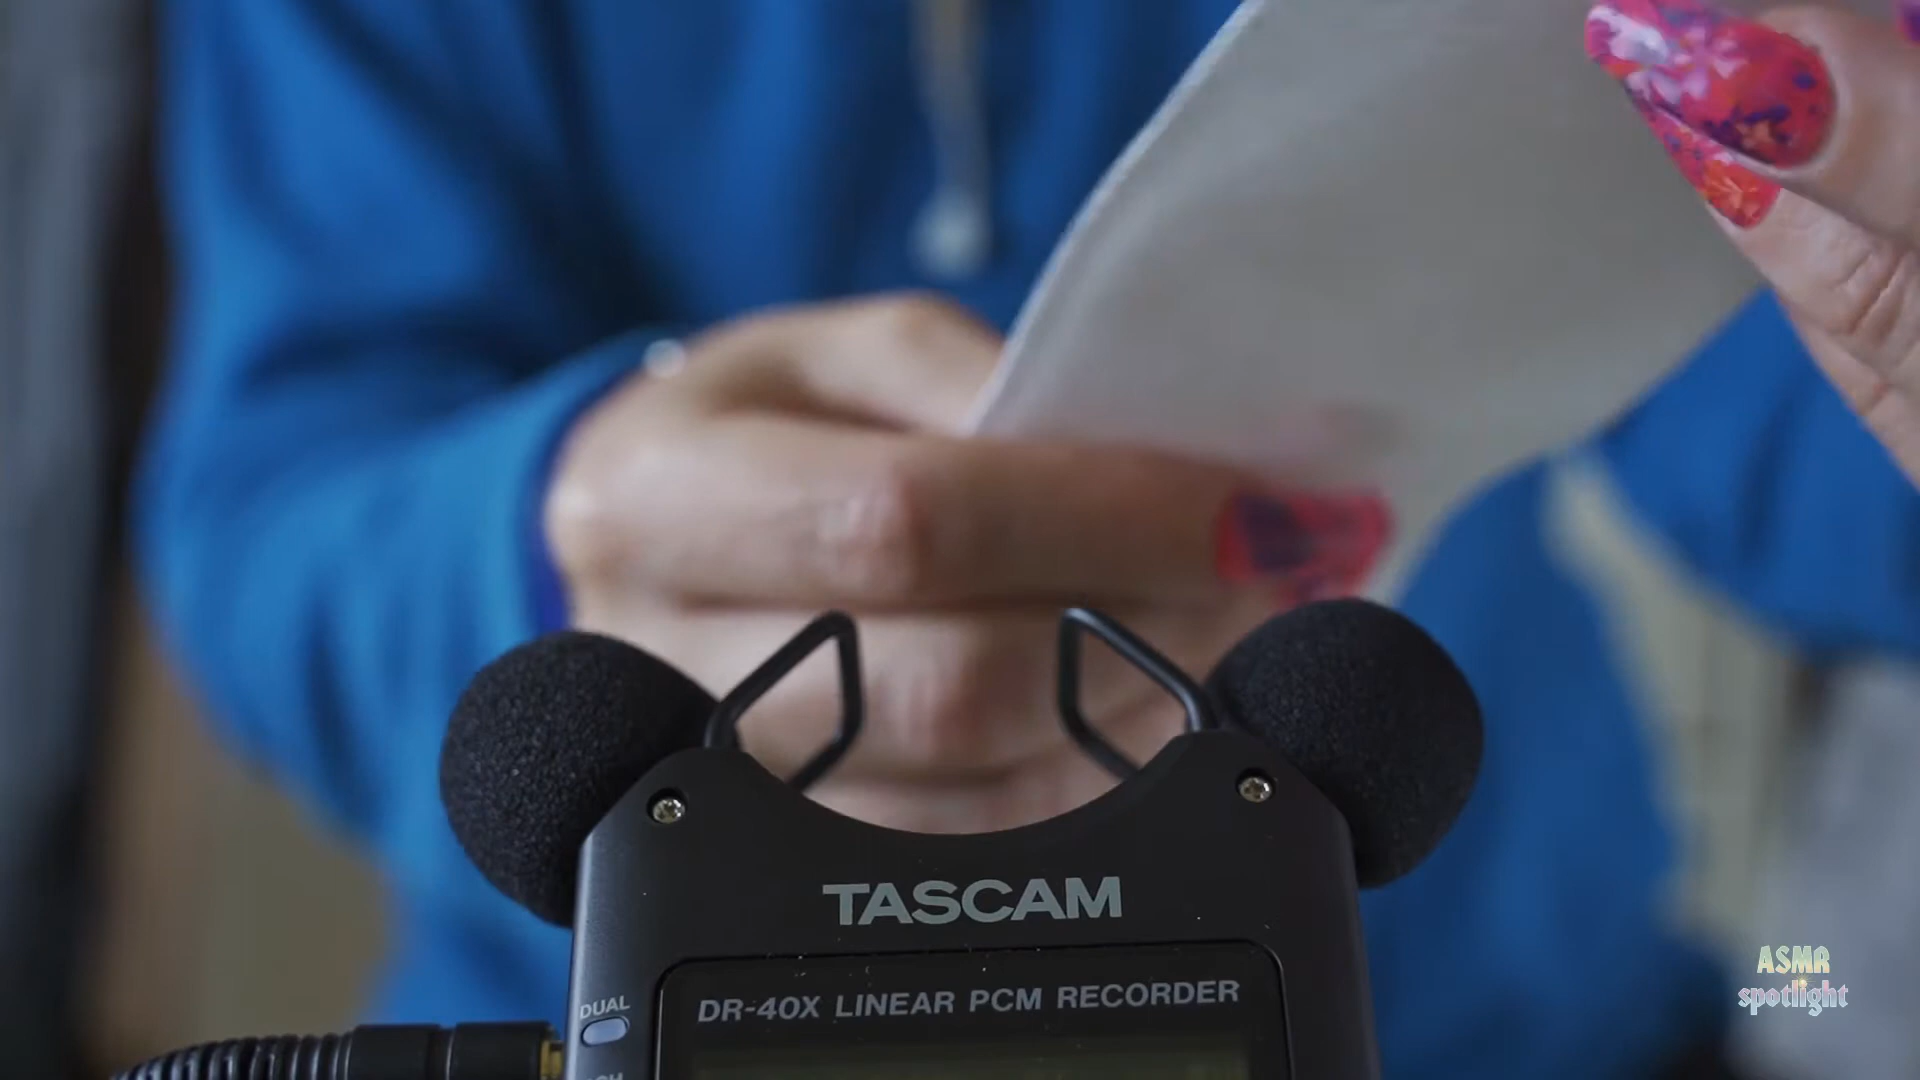 TASCAM
DR-40X LINEAR PCM RECORDER
DUAL
ASMR
spotlight